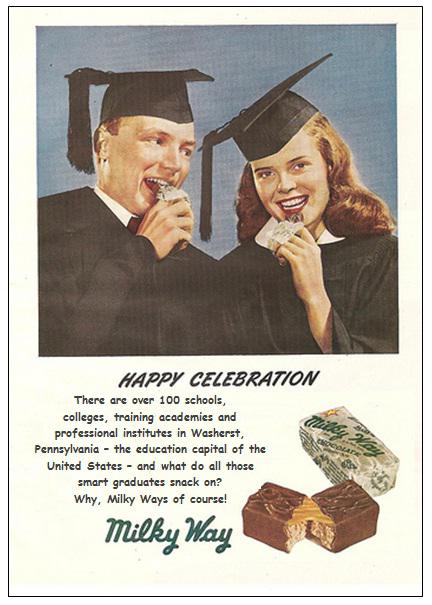 HAPPY CELEBRATION
There are over 100 schools,
colleges, training academies and
professional institutes in Washerst,
Pennsylvania – the education capital of the
United States – and what do all those
smart graduates snack on?
Why, Milky Ways of course!
Milky Way
CHOCOLATE
Milky Way